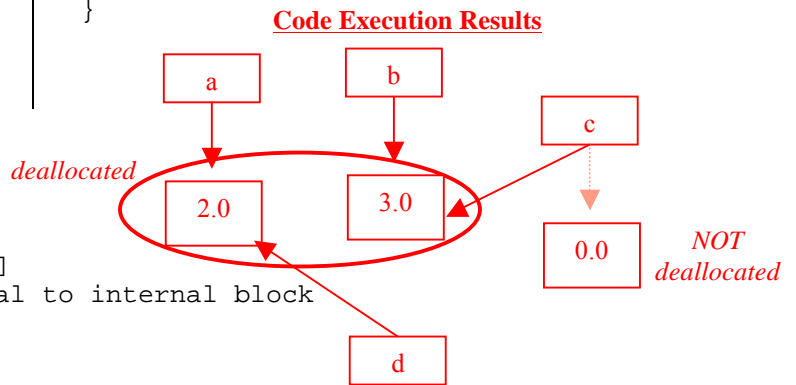 }
Code Execution Results
a
b
c
deallocated
2.0
3.0
0.0
NOT
deallocated
]
al to internal block
d